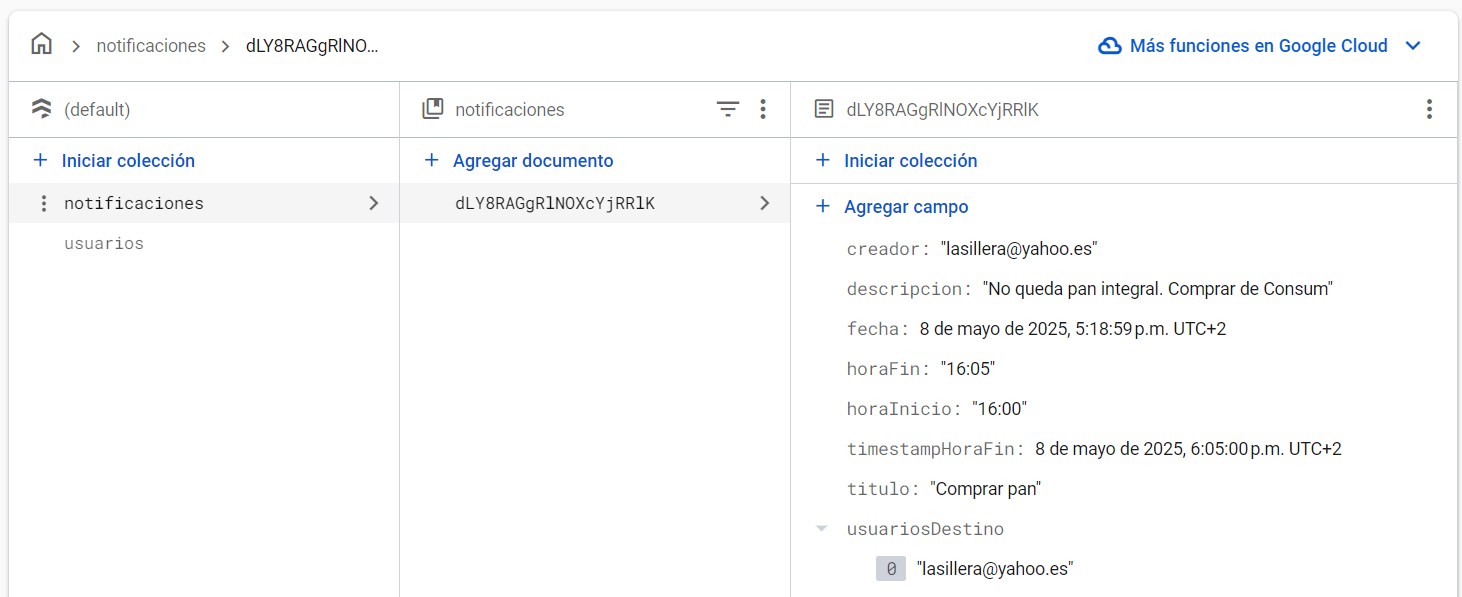 notificaciones
dLY8RAGgRlNO...
Más funciones en Google Cloud
(default)
Iniciar colección
notificaciones
usuarios
notificaciones
Agregar documento
dLY8RAGgRlNOXcYjRRlK
dLY8RAGgRlNOXcYjRRlK
Iniciar colección
Agregar campo
creador: "lasillera@yahoo.es"
descripcion: "No queda pan integral. Comprar de Consum"
fecha: 8 de mayo de 2025, 5:18:59 p.m. UTC+2
horaFin: "16:05"
horaInicio: "16:00"
timestampHoraFin: 8 de mayo de 2025, 6:05:00 p.m. UTC+2
titulo: "Comprar pan"
usuariosDestino
0 "lasillera@yahoo.es"